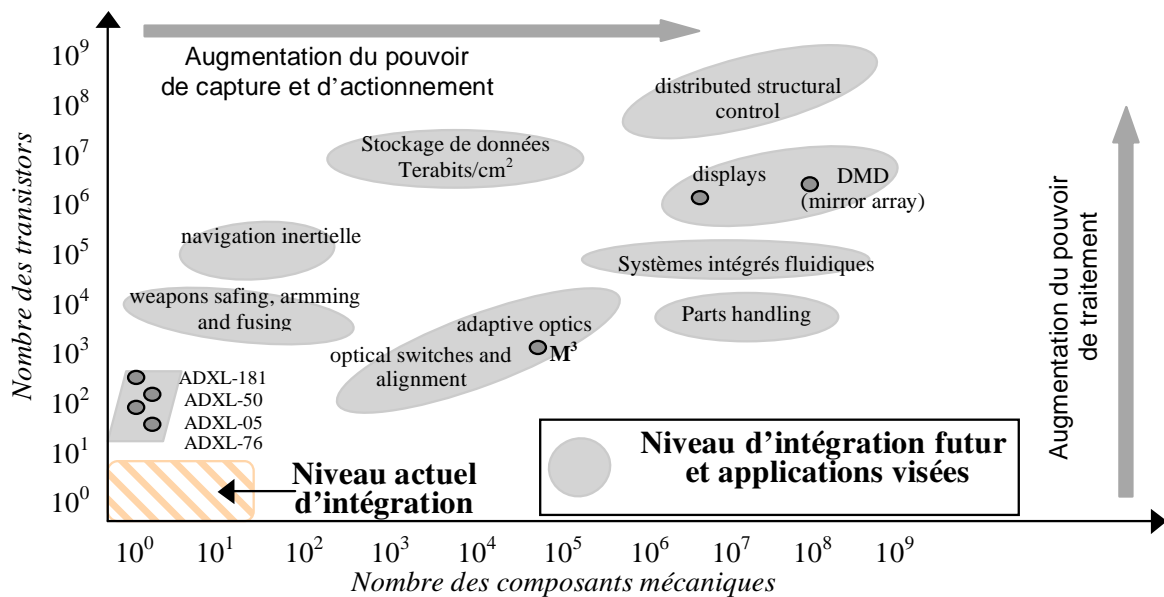 10⁹
10⁸
10⁷
10⁶
10⁵
10⁴
10³
10²
10¹
10⁰
Nombre des transistors
Augmentation du pouvoir
de capture et d'actionnement
distributed structural
control
Stockage de données
Terabits/cm²
displays
DMD
(mirror array)
navigation inertielle
Systèmes intégrés fluidiques
weapons safing, armming
and fusing
Parts handling
adaptive optics
M³
optical switches and
alignment
ADXL-181
ADXL-50
ADXL-05
ADXL-76
Niveau actuel
d'intégration
Niveau d'intégration futur
et applications visées
Augmentation du pouvoir
de traitement
10⁰ 10¹ 10² 10³ 10⁴ 10⁵ 10⁶ 10⁷ 10⁸ 10⁹
Nombre des composants mécaniques